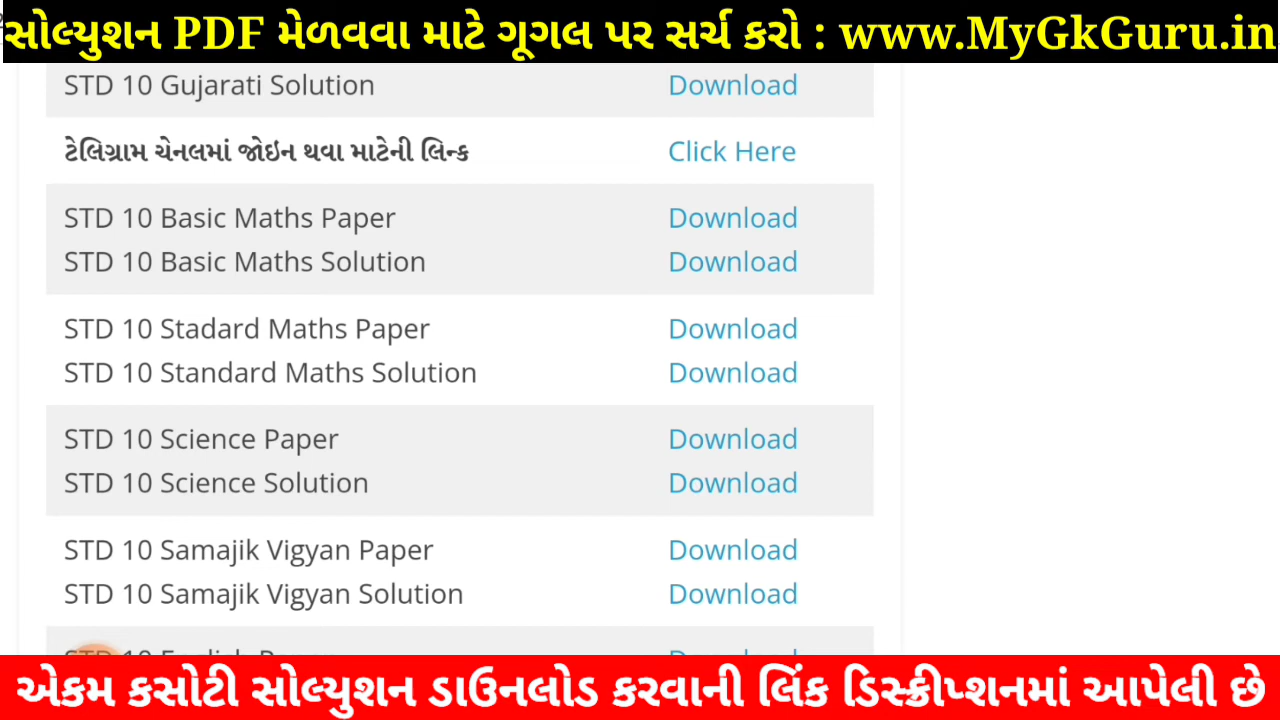 સોલ્યુશન PDF મેળવવા માટે ગૂગલ પર સર્ચ કરો : www.MyGkGuru.in
STD 10 Gujarati Solution Download
ટેલિગ્રામ ચેનલમાં જોઇન થવા માટેની લિન્ક Click Here
STD 10 Basic Maths Paper Download
STD 10 Basic Maths Solution Download
STD 10 Stadard Maths Paper Download
STD 10 Standard Maths Solution Download
STD 10 Science Paper Download
STD 10 Science Solution Download
STD 10 Samajik Vigyan Paper Download
STD 10 Samajik Vigyan Solution Download
એકમ કસોટી સોલ્યુશન ડાઉનલોડ કરવાની લિંક ડિસ્ક્રીપ્શનમાં આપેલી છે